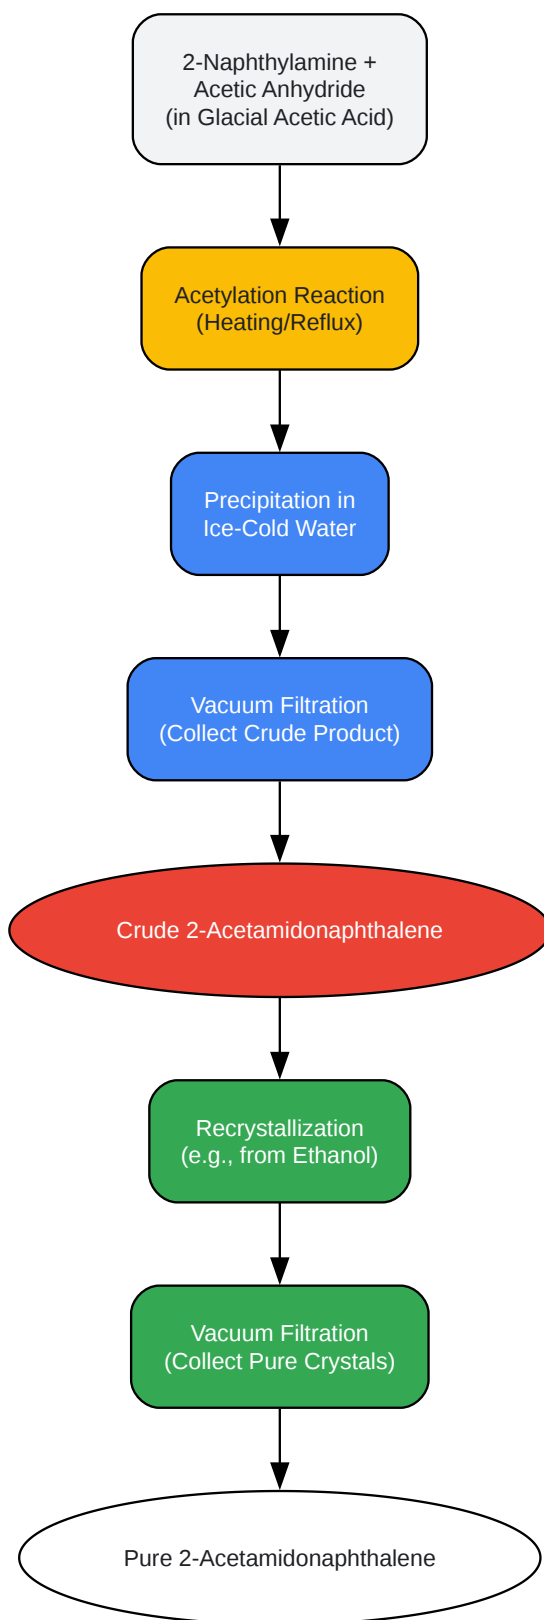 2-Naphthylamine +
Acetic Anhydride
(in Glacial Acetic Acid)
Acetylation Reaction
(Heating/Reflux)
Precipitation in
Ice-Cold Water
Vacuum Filtration
(Collect Crude Product)
Crude 2-Acetamidonaphthalene
Recrystallization
(e.g., from Ethanol)
Vacuum Filtration
(Collect Pure Crystals)
Pure 2-Acetamidonaphthalene